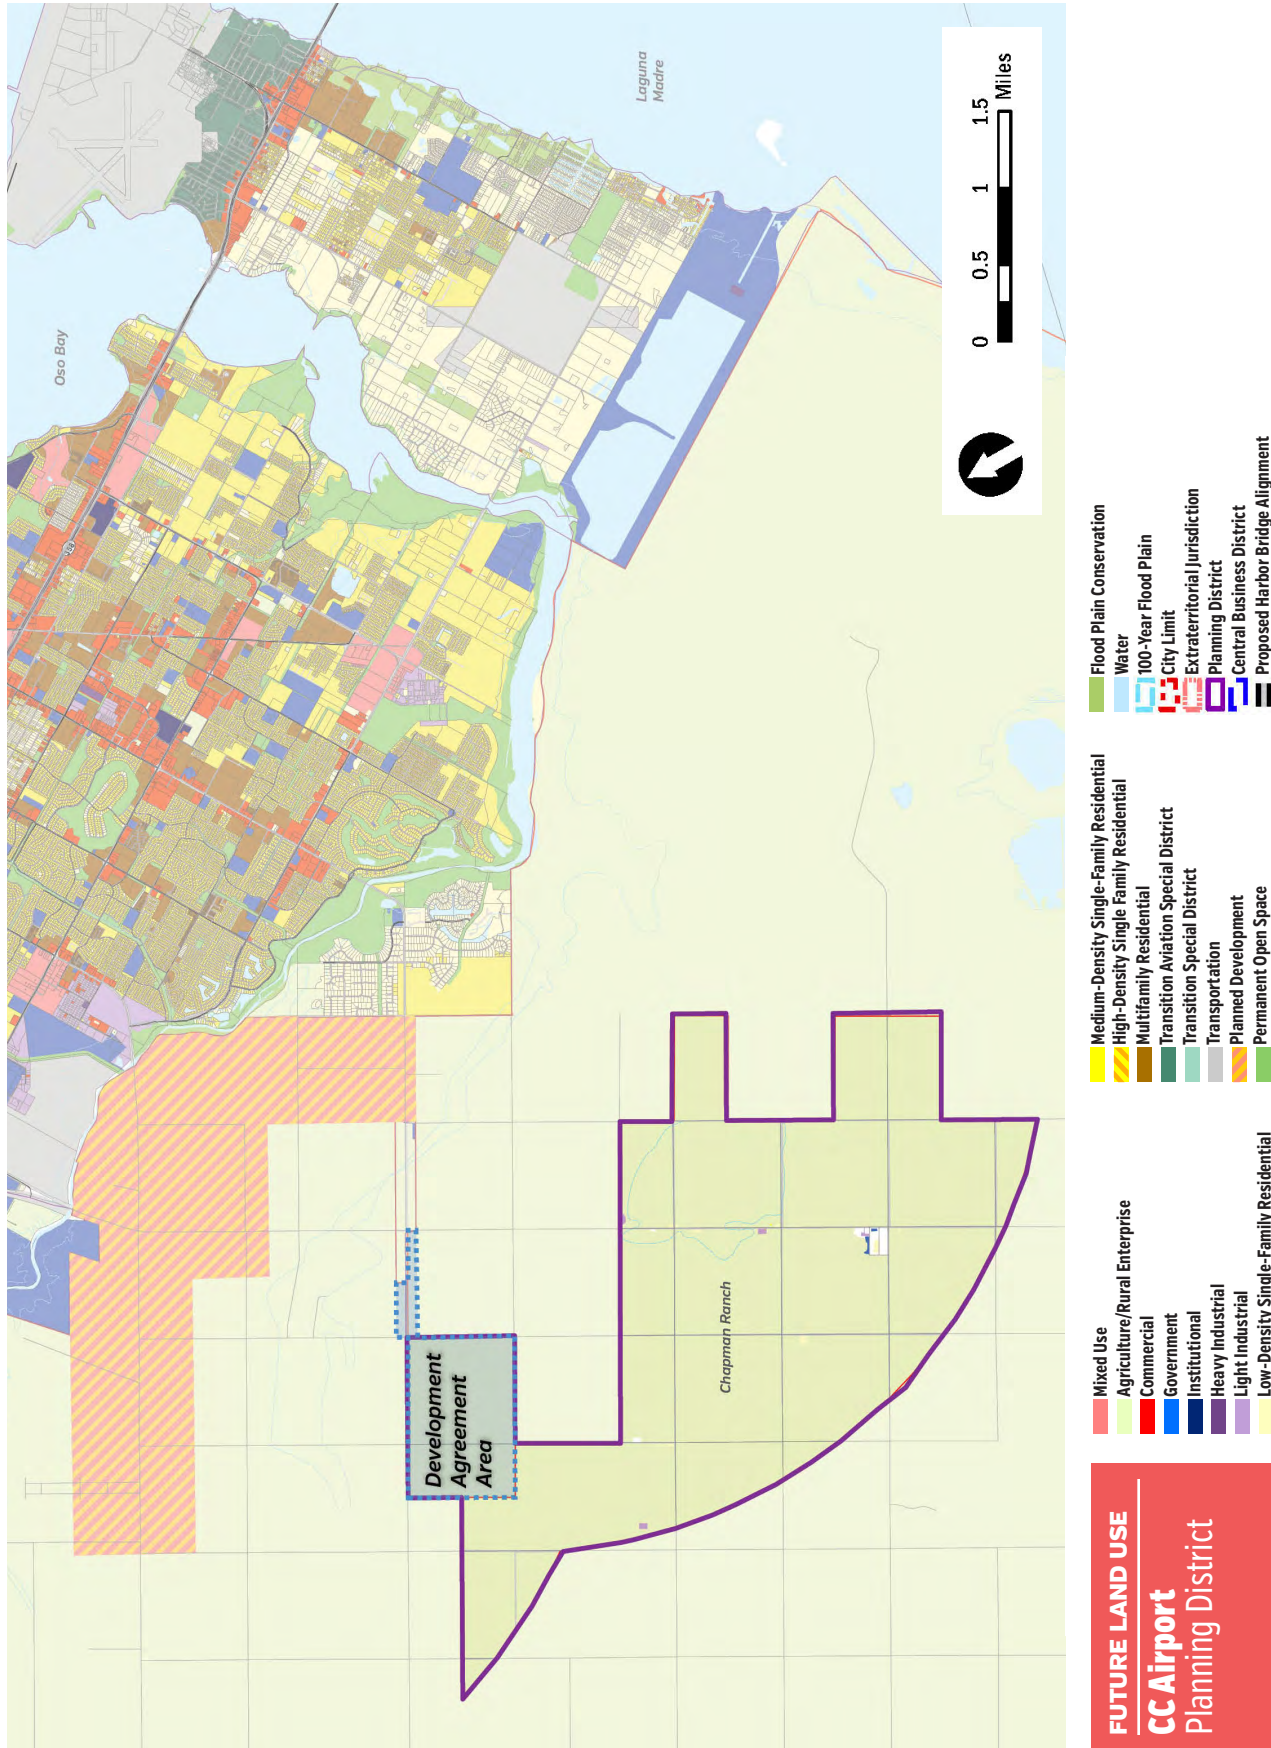 Oso Bay
Laguna
Madre
358
Chapman Ranch
Development
Agreement
Area
0 0.5 1 1.5 Miles
FUTURE LAND USE
CC Airport
Planning District
Mixed Use
Agriculture/Rural Enterprise
Commercial
Government
Institutional
Heavy Industrial
Light Industrial
Low-Density Single-Family Residential
Medium-Density Single-Family Residential
High-Density Single Family Residential
Multifamily Residential
Transition Aviation Special District
Transition Special District
Transportation
Planned Development
Permanent Open Space
Flood Plain Conservation
Water
100-Year Flood Plain
City Limit
Extraterritorial Jurisdiction
Planning District
Central Business District
Proposed Harbor Bridge Alignment